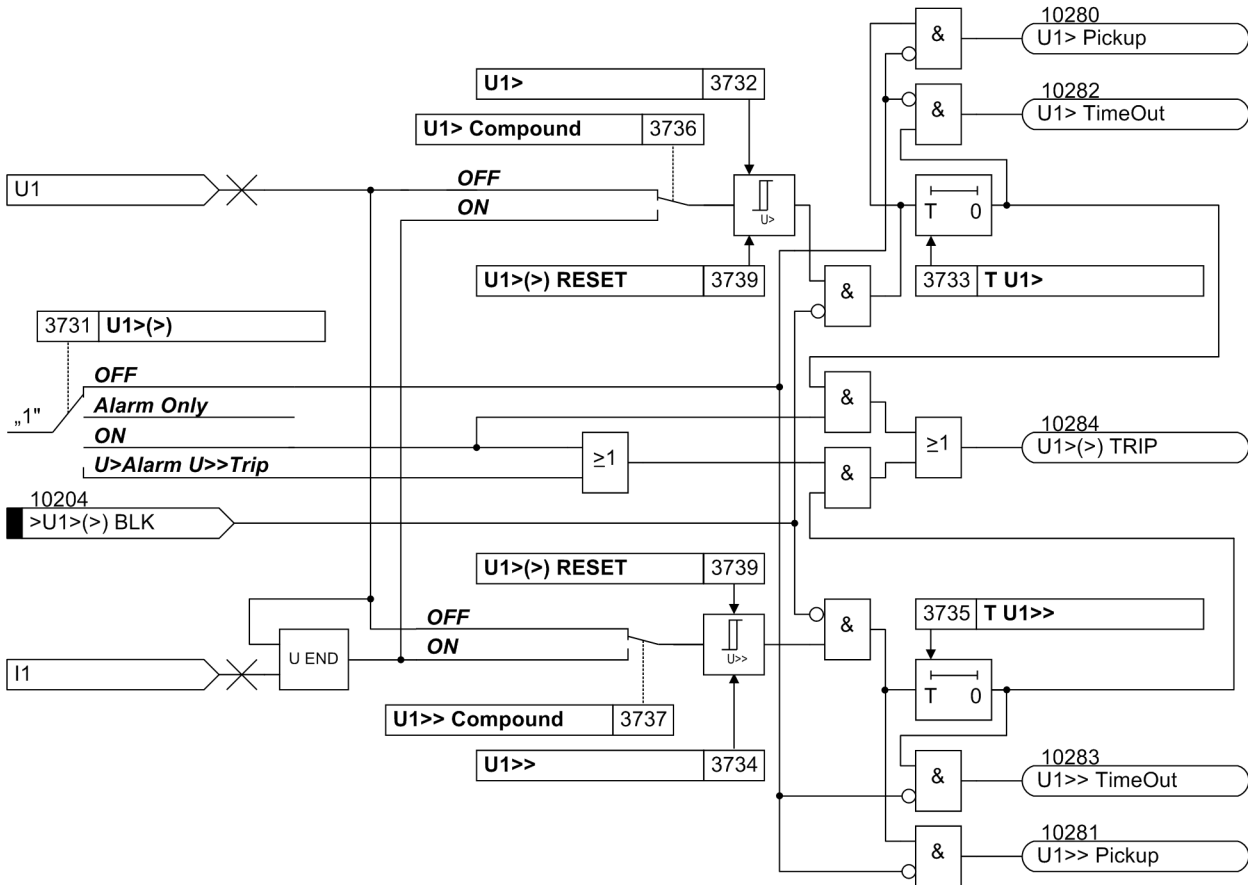 10280
& U1> Pickup
U1> 3732
10282
& U1> TimeOut
U1> Compound 3736
U1
OFF
ON
U>
T 0
U1>(>) RESET 3739
3733 T U1>
&
3731 U1>(>)
OFF
„1"
Alarm Only
&
ON
10284
≥1 U1>(>) TRIP
U>Alarm U>>Trip
≥1
&
10204
>U1>(>) BLK
U1>(>) RESET 3739
OFF
&
3735 T U1>>
U END
ON
U>>
I1
T 0
U1>> Compound 3737
U1>> 3734
10283
& U1>> TimeOut
10281
& U1>> Pickup